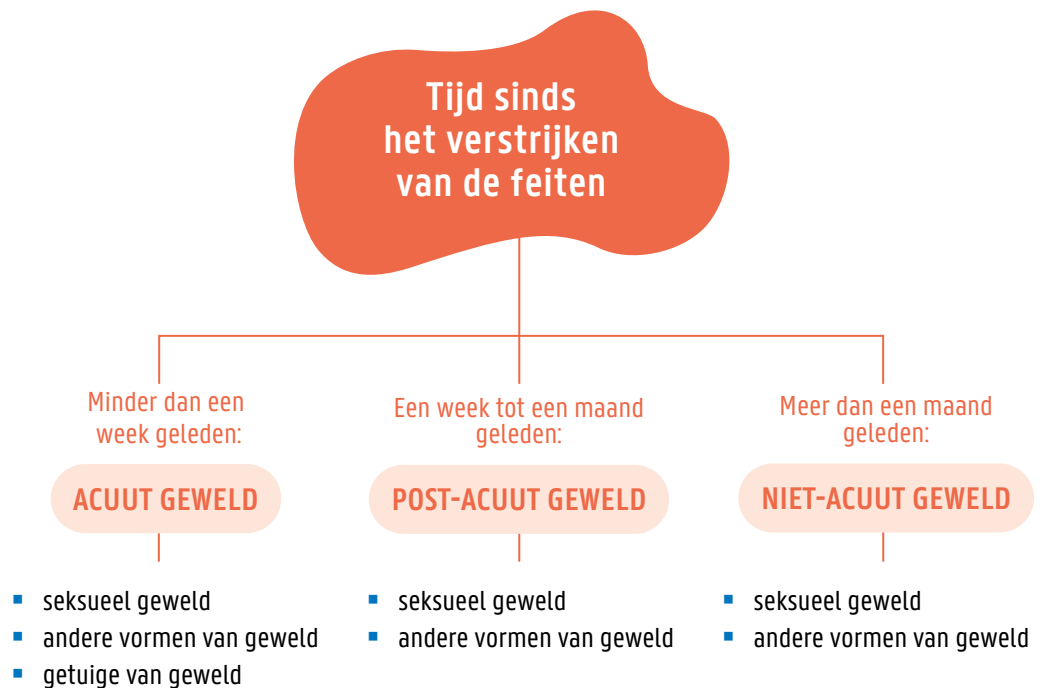 Tijd sinds
het verstrijken
van de feiten
Minder dan een
week geleden:
ACUUT GEWELD
▪ seksueel geweld
▪ andere vormen van geweld
▪ getuige van geweld
Een week tot een maand
geleden:
POST-ACUUT GEWELD
▪ seksueel geweld
▪ andere vormen van geweld
Meer dan een maand
geleden:
NIET-ACUUT GEWELD
▪ seksueel geweld
▪ andere vormen van geweld